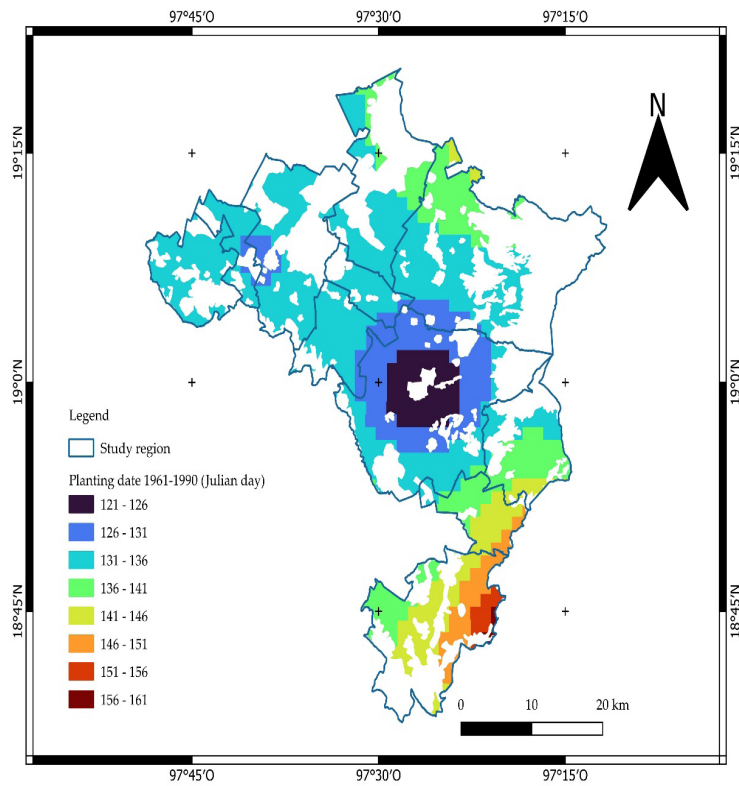 97°45'O 97°30'O 97°15'O
N
19°15'N 19°15'N
19°0'N 19°0'N
Legend
Study region
Planting date 1961-1990 (Julian day)
121 - 126
126 - 131
131 - 136
136 - 141
141 - 146
146 - 151
151 - 156
156 - 161
18°45'N 18°45'N
0 10 20 km
97°45'O 97°30'O 97°15'O